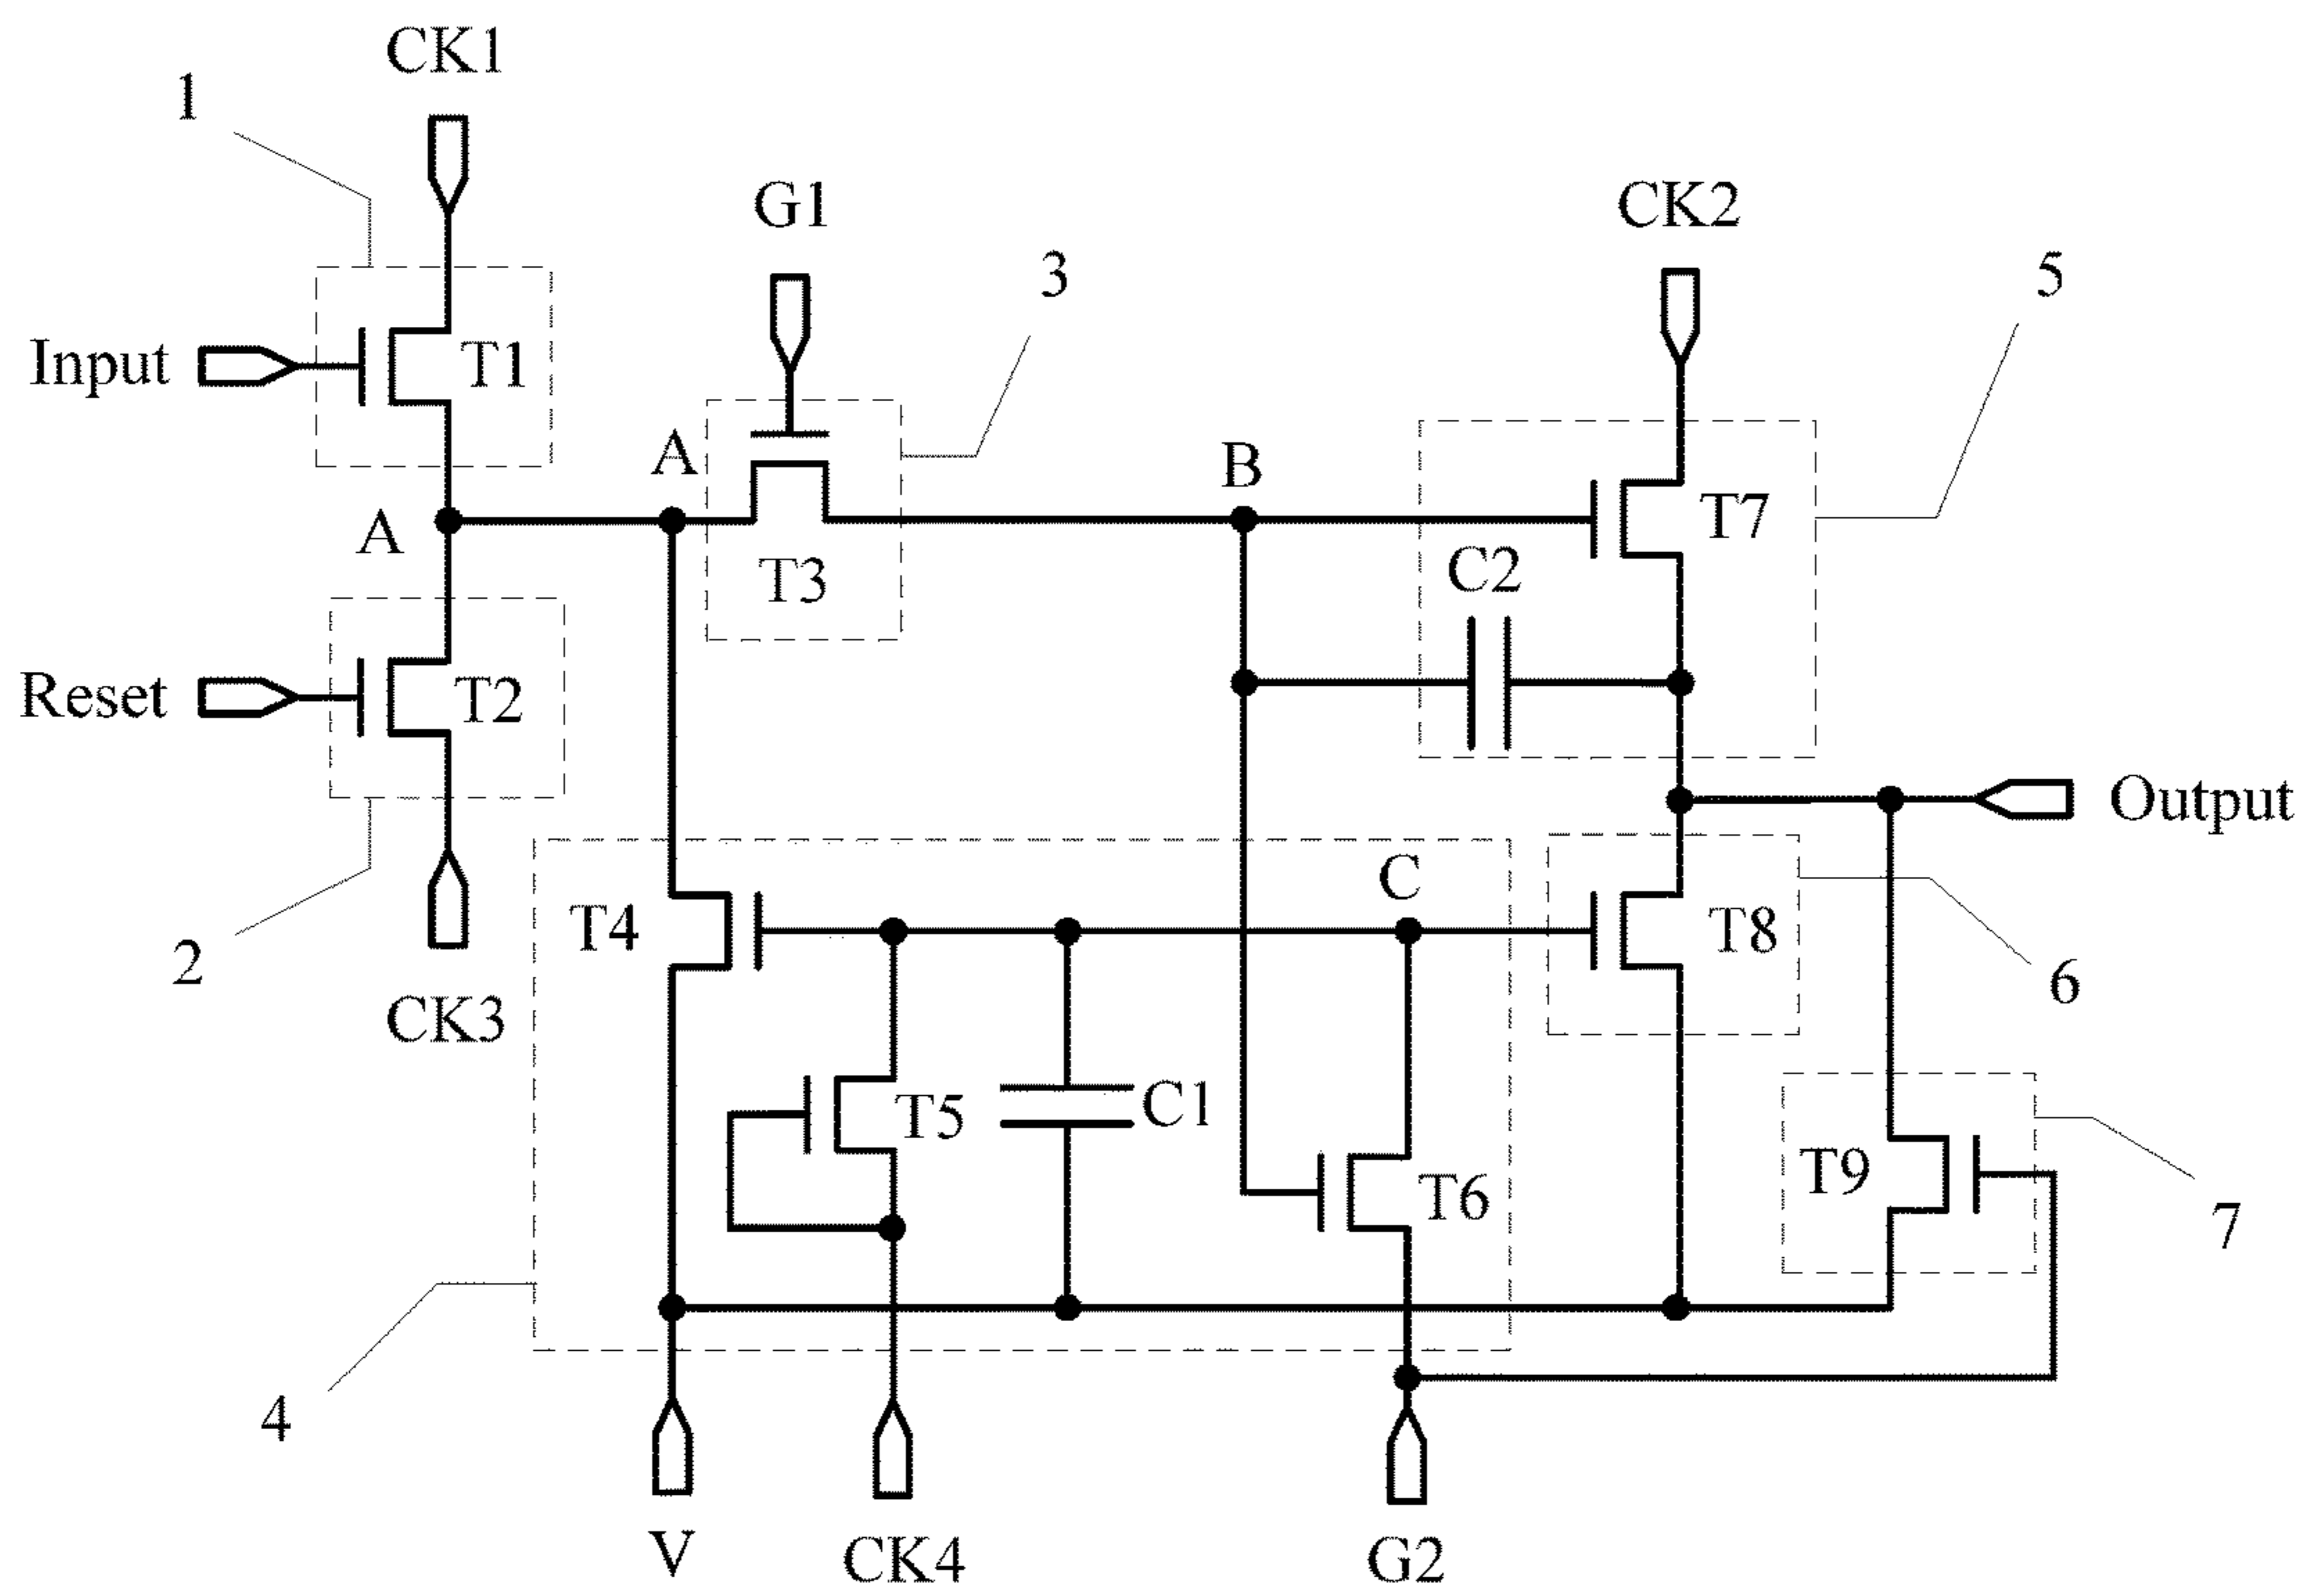 CK1
1
G1
CK2
3
5
Input
T1
A
B
T7
A
C2
T3
Reset
T2
Output
C
T4
T8
6
2
CK3
T5
C1
T9
T6
7
4
V
CK4
G2